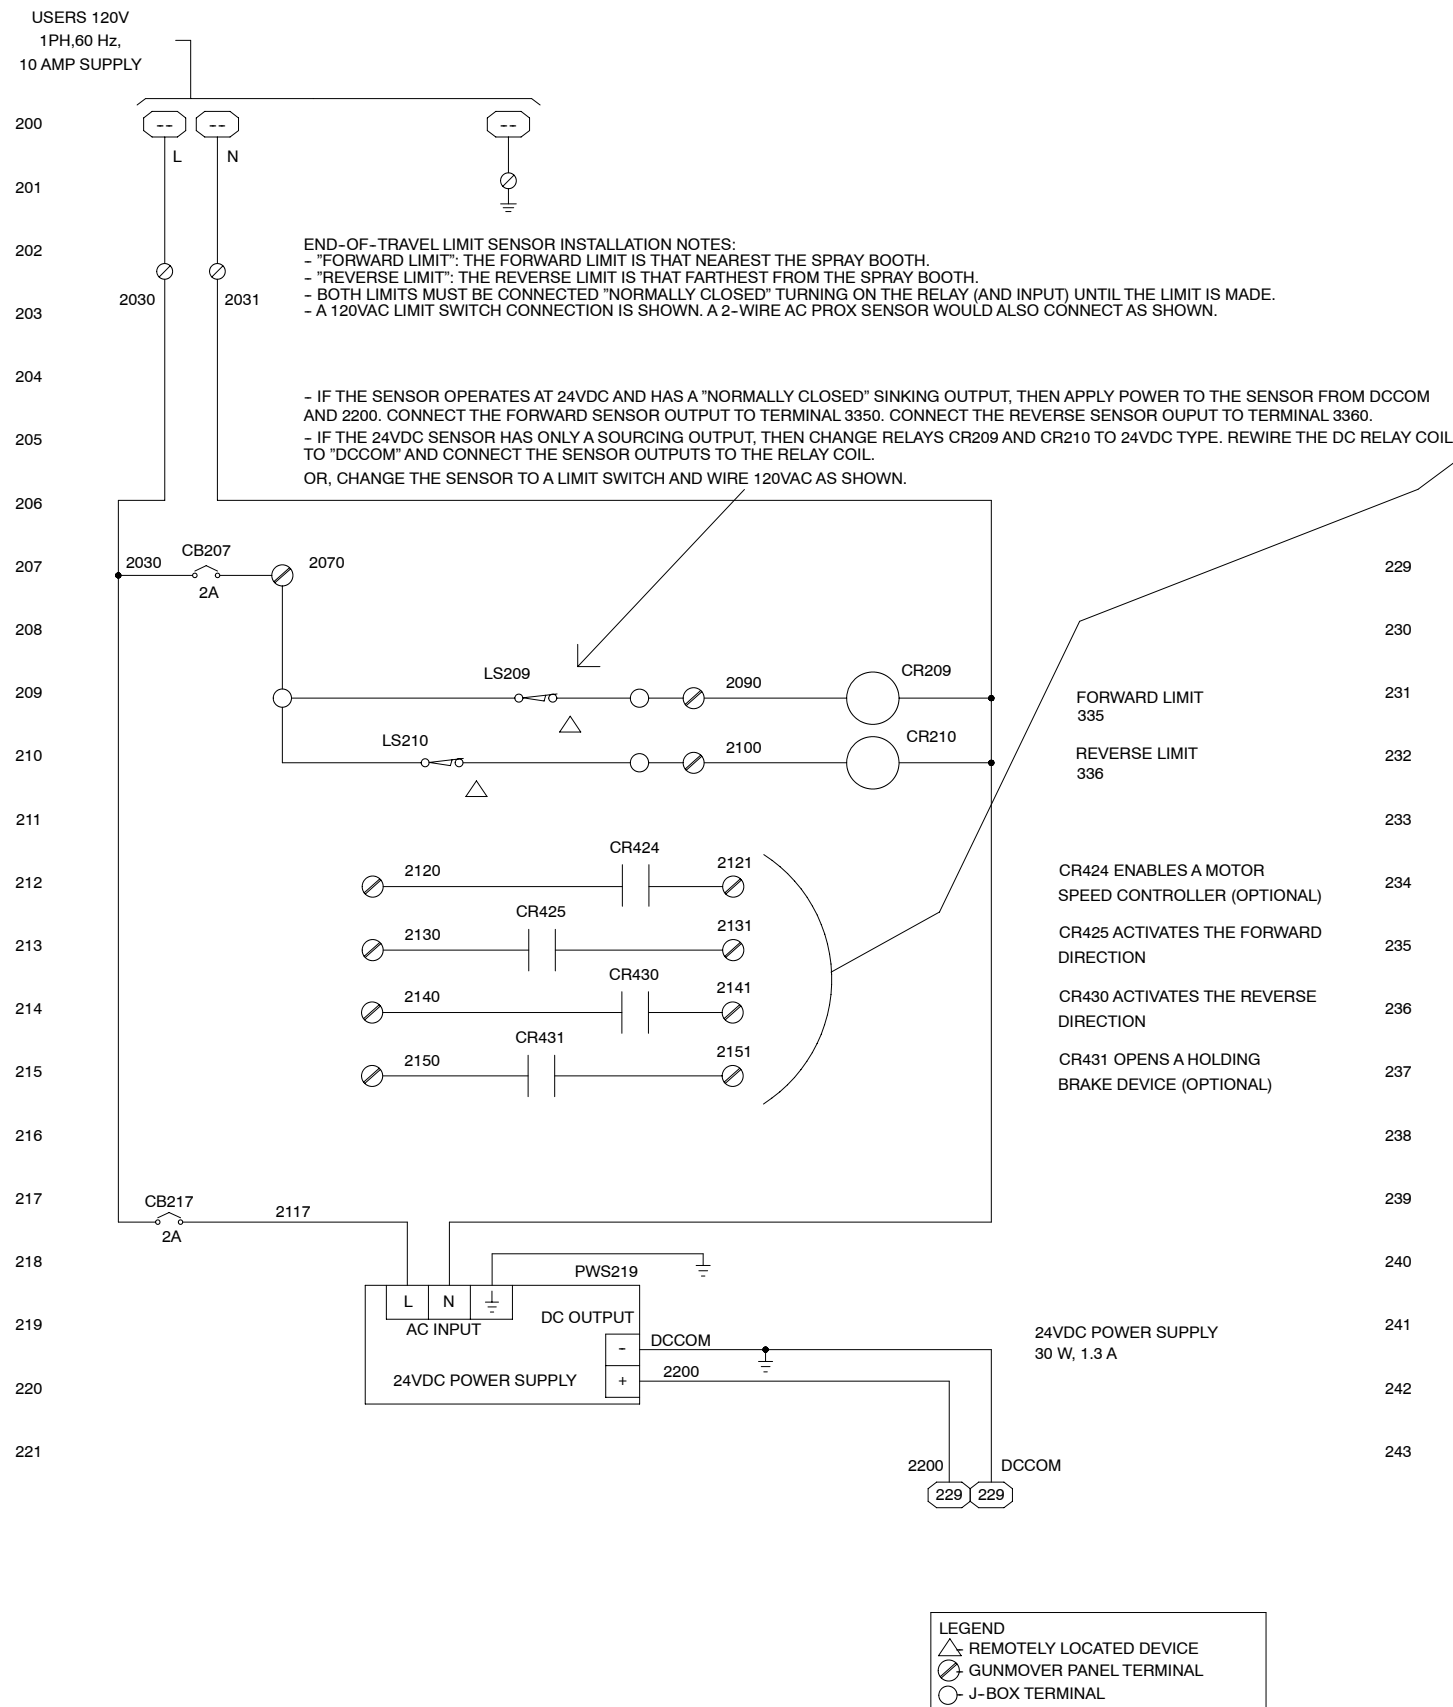 USERS 120V
1PH,60 Hz,
10 AMP SUPPLY
200
--
--
--
L
N
201
202
END-OF-TRAVEL LIMIT SENSOR INSTALLATION NOTES:
- "FORWARD LIMIT": THE FORWARD LIMIT IS THAT NEAREST THE SPRAY BOOTH.
- "REVERSE LIMIT": THE REVERSE LIMIT IS THAT FARTHEST FROM THE SPRAY BOOTH.
2030
2031
- BOTH LIMITS MUST BE CONNECTED "NORMALLY CLOSED" TURNING ON THE RELAY (AND INPUT) UNTIL THE LIMIT IS MADE.
203
- A 120VAC LIMIT SWITCH CONNECTION IS SHOWN. A 2-WIRE AC PROX SENSOR WOULD ALSO CONNECT AS SHOWN.
204
- IF THE SENSOR OPERATES AT 24VDC AND HAS A "NORMALLY CLOSED" SINKING OUTPUT, THEN APPLY POWER TO THE SENSOR FROM DCCOM
AND 2200. CONNECT THE FORWARD SENSOR OUTPUT TO TERMINAL 3350. CONNECT THE REVERSE SENSOR OUPUT TO TERMINAL 3360.
205
- IF THE 24VDC SENSOR HAS ONLY A SOURCING OUTPUT, THEN CHANGE RELAYS CR209 AND CR210 TO 24VDC TYPE. REWIRE THE DC RELAY COIL
TO "DCCOM" AND CONNECT THE SENSOR OUTPUTS TO THE RELAY COIL.
OR, CHANGE THE SENSOR TO A LIMIT SWITCH AND WIRE 120VAC AS SHOWN.
206
207
2030
CB207
2A
2070
229
208
230
209
LS209
2090
CR209
FORWARD LIMIT
335
231
210
LS210
2100
CR210
REVERSE LIMIT
336
232
211
233
212
2120
CR424
2121
CR424 ENABLES A MOTOR
SPEED CONTROLLER (OPTIONAL)
234
213
2130
CR425
2131
CR425 ACTIVATES THE FORWARD
DIRECTION
235
214
2140
CR430
2141
CR430 ACTIVATES THE REVERSE
DIRECTION
236
215
2150
CR431
2151
CR431 OPENS A HOLDING
BRAKE DEVICE (OPTIONAL)
237
216
238
217
CB217
2A
2117
239
218
PWS219
240
219
L
N
AC INPUT
DC OUTPUT
-
DCCOM
24VDC POWER SUPPLY
30 W, 1.3 A
241
220
24VDC POWER SUPPLY
+
2200
242
221
2200
DCCOM
243
229
229
LEGEND
- REMOTELY LOCATED DEVICE
- GUNMOVER PANEL TERMINAL
- J-BOX TERMINAL